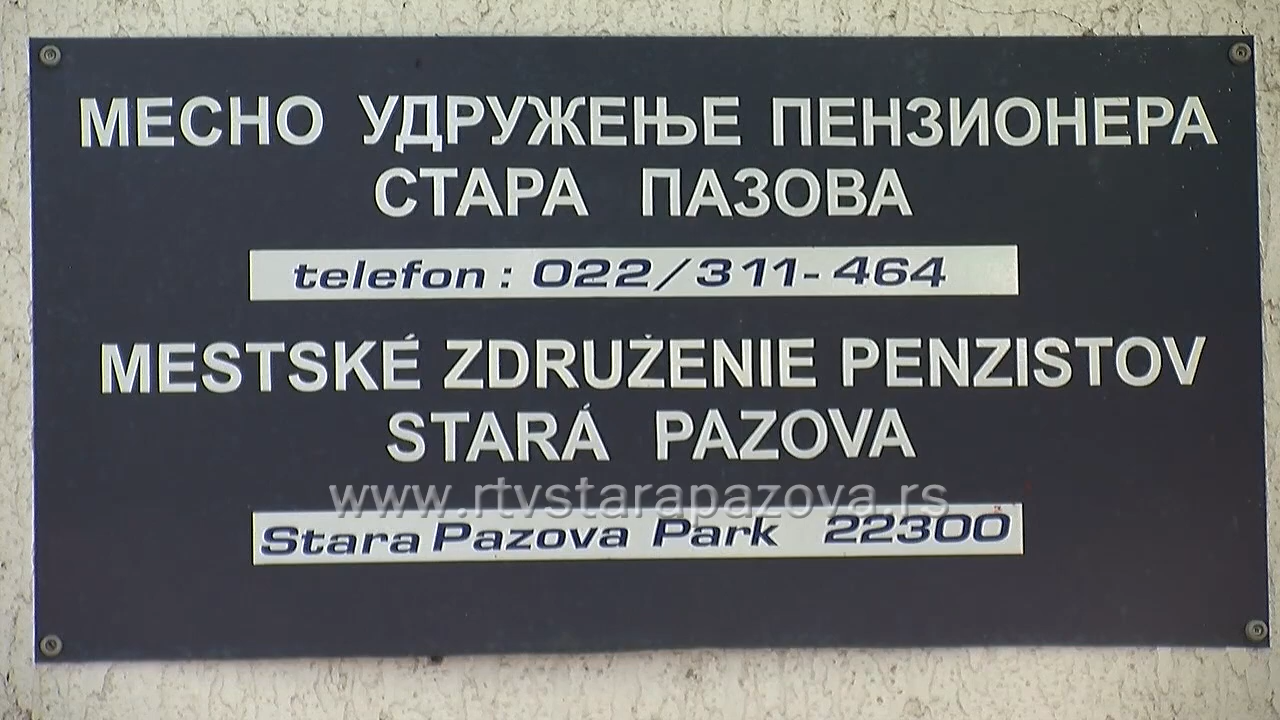 МЕСНО УДРУЖЕЊЕ ПЕНЗИОНЕРА
СТАРА ПАЗОВА
telefon: 022/311-464
MESTSKÉ ZDRUŽENIE PENZISTOV
STARÁ PAZOVA
www.rtvstarapazova.rs
Stara Pazova Park 22300